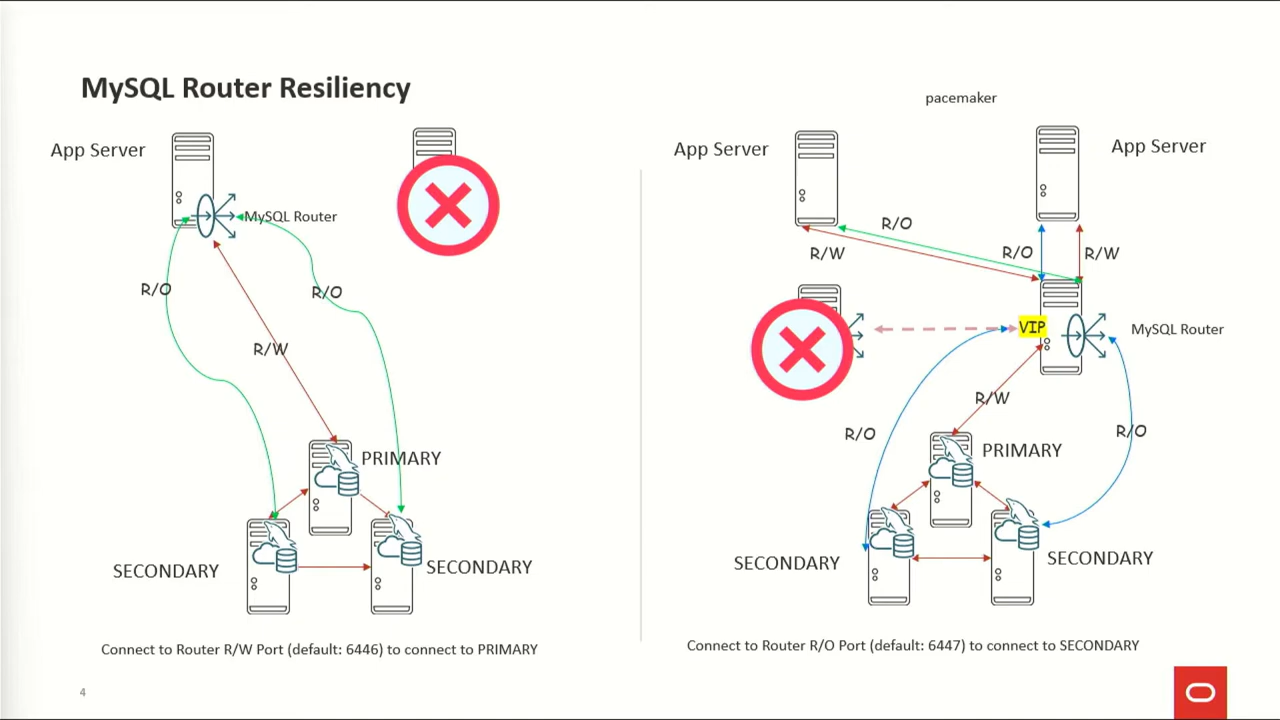 MySQL Router Resiliency
App Server
MySQL Router
R/O
R/O
R/W
PRIMARY
SECONDARY
SECONDARY
Connect to Router R/W Port (default: 6446) to connect to PRIMARY
pacemaker
App Server
App Server
R/O
R/W
R/O
R/W
VIP
MySQL Router
R/W
R/O
R/O
PRIMARY
SECONDARY
SECONDARY
Connect to Router R/O Port (default: 6447) to connect to SECONDARY
4